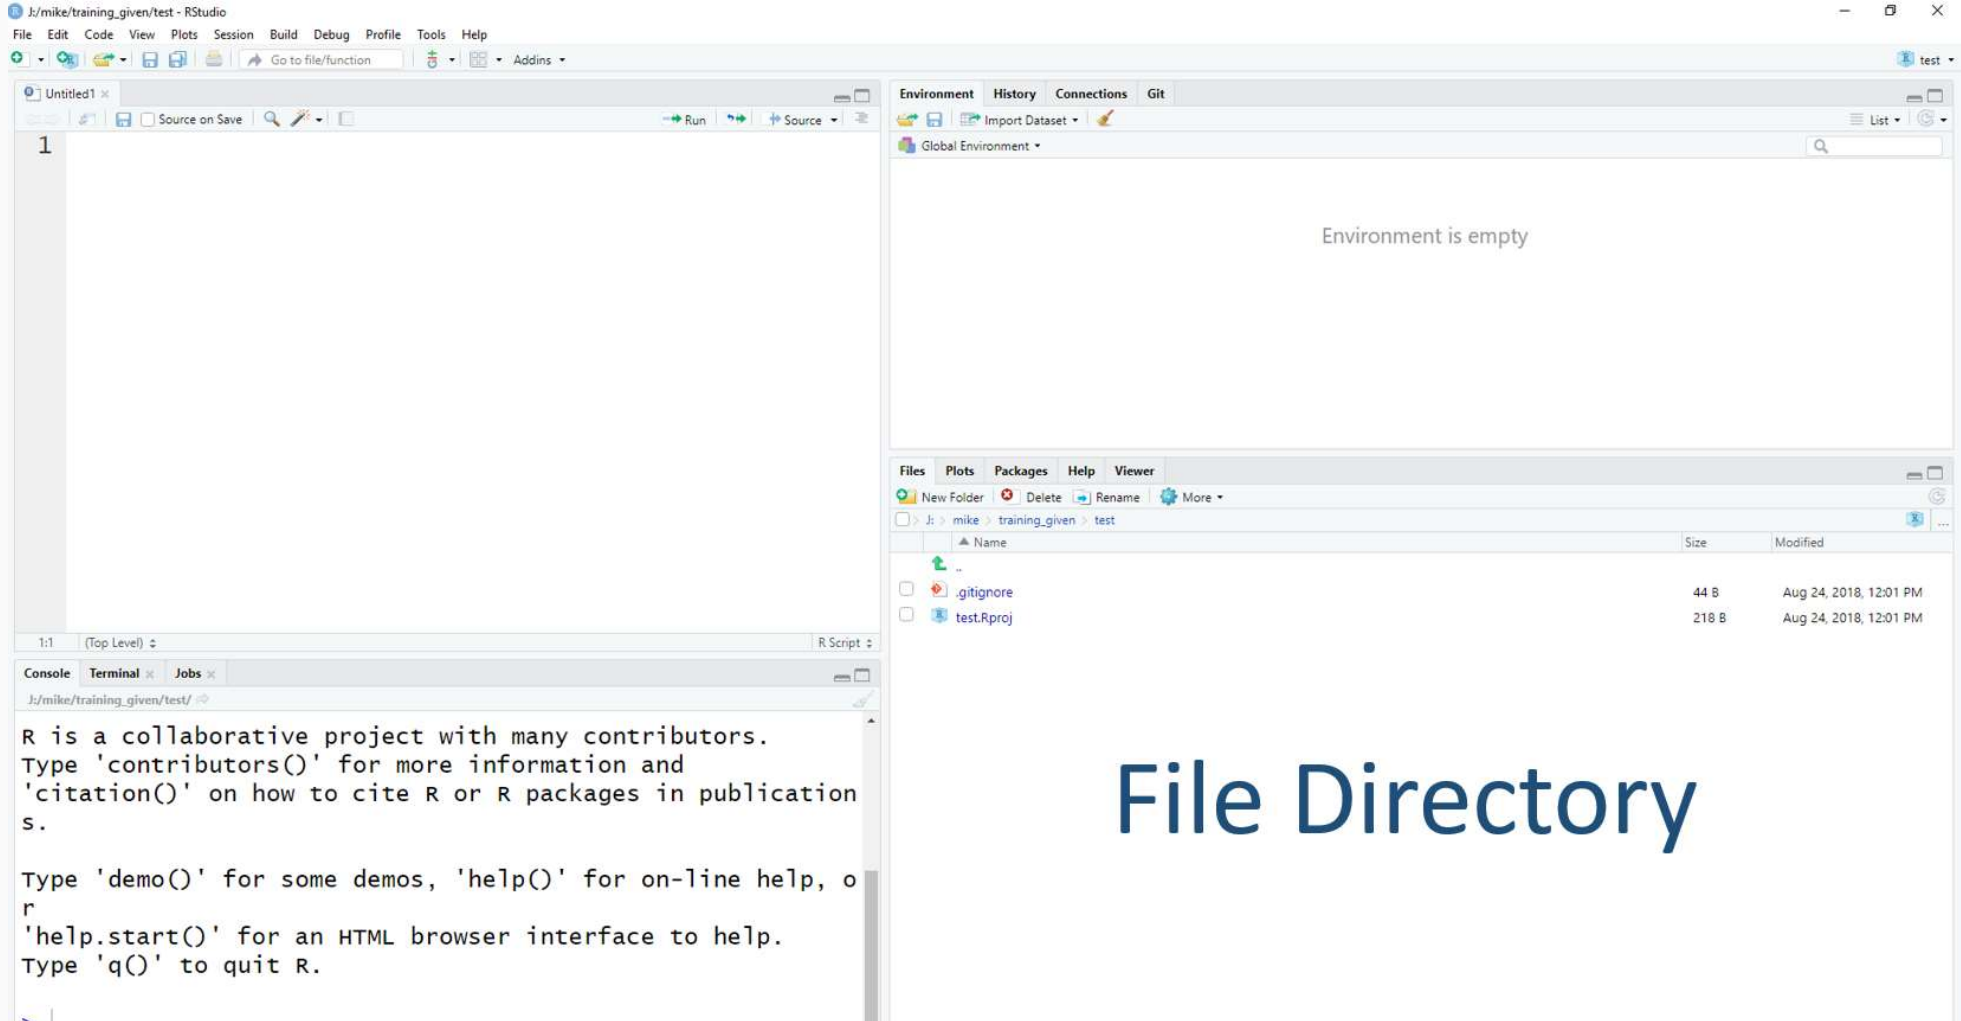 J:/mike/training_given/test - RStudio
File Edit Code View Plots Session Build Debug Profile Tools Help
Go to file/function Addins test
Untitled1
Source on Save Run Source
1
1:1 (Top Level) R Script
Console Terminal Jobs
J:/mike/training_given/test/
R is a collaborative project with many contributors.
Type 'contributors()' for more information and
'citation()' on how to cite R or R packages in publication
s.
Type 'demo()' for some demos, 'help()' for on-line help, o
r
'help.start()' for an HTML browser interface to help.
Type 'q()' to quit R.
>
Environment History Connections Git
Import Dataset List
Global Environment
Environment is empty
Files Plots Packages Help Viewer
New Folder Delete Rename More
J: > mike > training_given > test ...
Name Size Modified
..
.gitignore 44 B Aug 24, 2018, 12:01 PM
test.Rproj 218 B Aug 24, 2018, 12:01 PM
File Directory